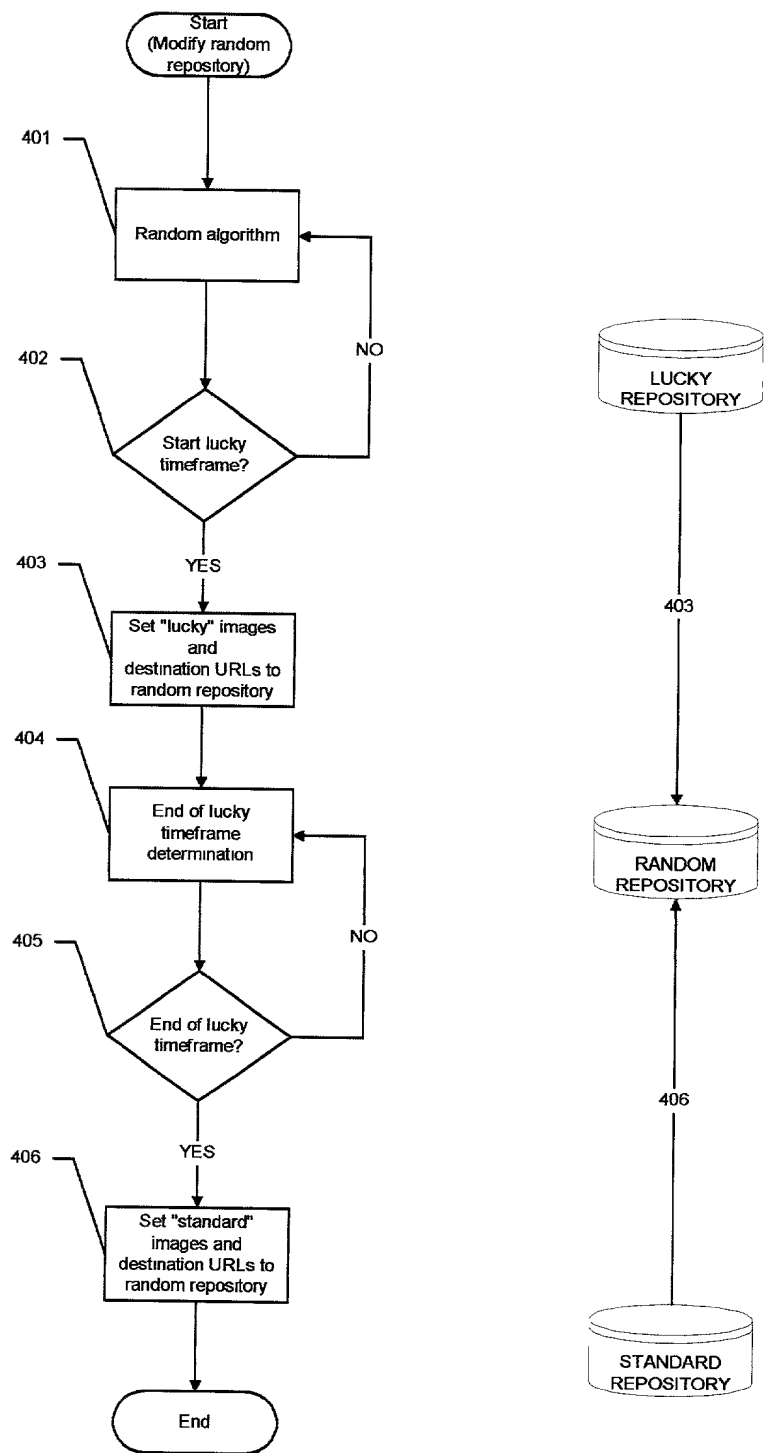 Start
(Modify random
repository)
401
Random algorithm
NO
402
Start lucky
timeframe?
YES
403
Set "lucky" images
and
destination URLs to
random repository
404
End of lucky
timeframe
determination
NO
405
End of lucky
timeframe?
YES
406
Set "standard"
images and
destination URLs to
random repository
End
LUCKY
REPOSITORY
403
RANDOM
REPOSITORY
406
STANDARD
REPOSITORY